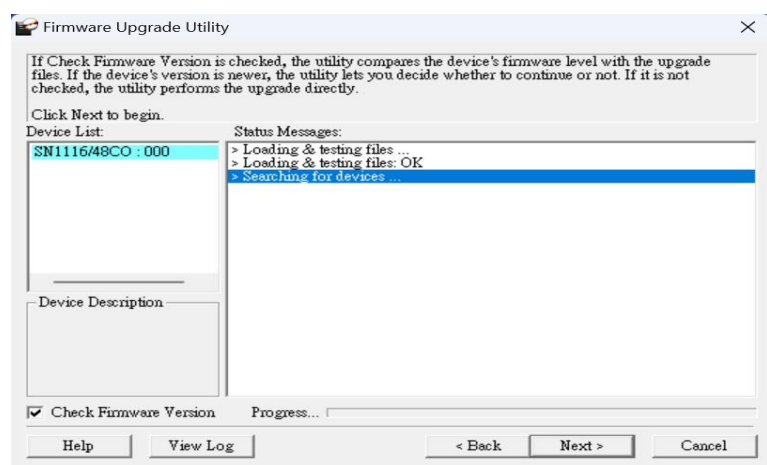 Firmware Upgrade Utility
If Check Firmware Version is checked, the utility compares the device's firmware level with the upgrade
files. If the device's version is newer, the utility lets you decide whether to continue or not. If it is not
checked, the utility performs the upgrade directly.
Click Next to begin.
Device List:
Status Messages:
SN1116/48CO : 000
> Loading & testing files ...
> Loading & testing files: OK
> Searching for devices ...
Device Description
Check Firmware Version
Progress...
Help
View Log
< Back
Next >
Cancel